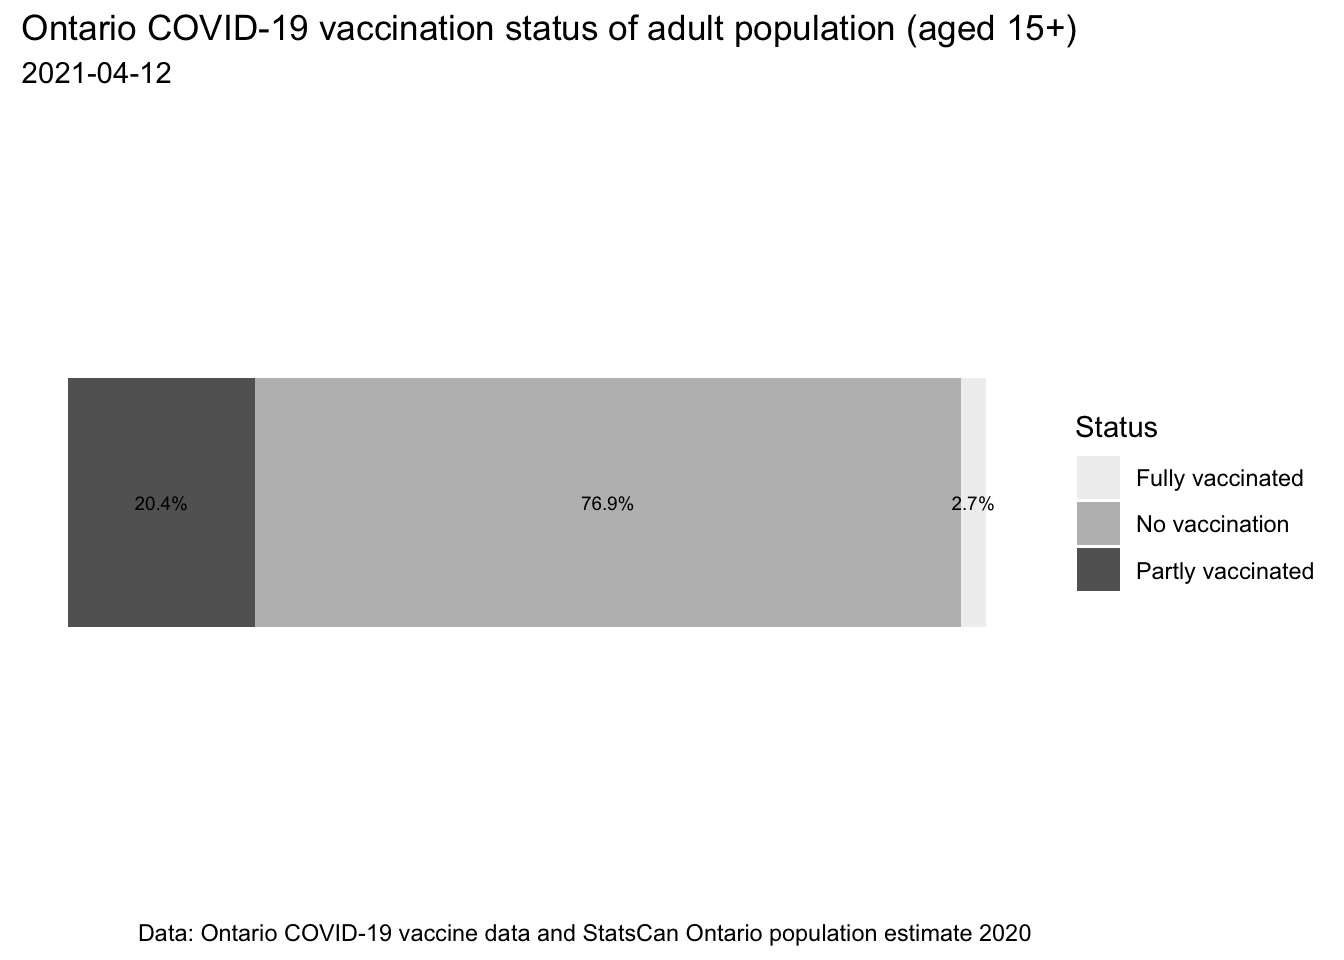 Ontario COVID-19 vaccination status of adult population (aged 15+)
2021-04-12
20.4%
76.9%
2.7%
Status
Fully vaccinated
No vaccination
Partly vaccinated
Data: Ontario COVID-19 vaccine data and StatsCan Ontario population estimate 2020